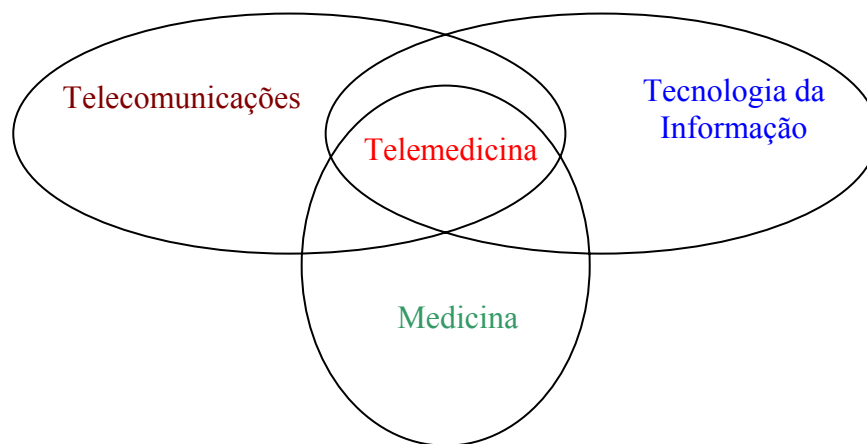 Telecomunicações
Tecnologia da
Informação
Telemedicina
Medicina